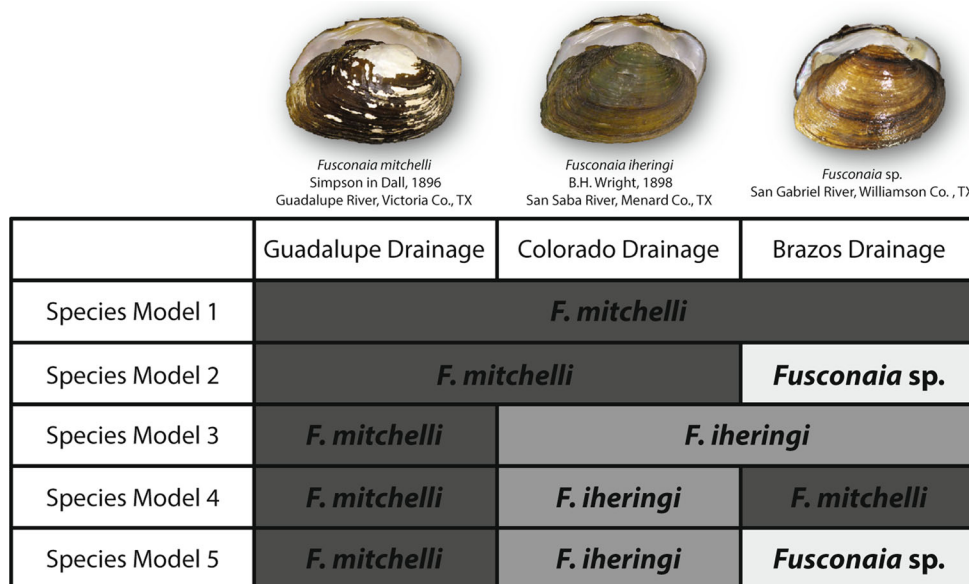 Fusconaia mitchelli
Simpson in Dall, 1896
Guadalupe River, Victoria Co., TX
Fusconaia iheringi
B.H. Wright, 1898
San Saba River, Menard Co., TX
Fusconaia sp.
San Gabriel River, Williamson Co. , TX
Guadalupe Drainage Colorado Drainage Brazos Drainage
Species Model 1 F. mitchelli
Species Model 2 F. mitchelli Fusconaia sp.
Species Model 3 F. mitchelli F. iheringi
Species Model 4 F. mitchelli F. iheringi F. mitchelli
Species Model 5 F. mitchelli F. iheringi Fusconaia sp.